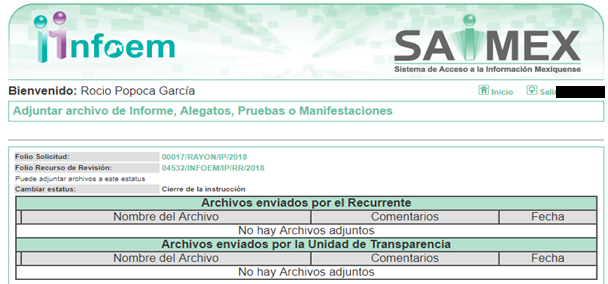 infoem
SAIMEX
Sistema de Acceso a la Información Mexiquense
Bienvenido: Rocio Popoca García
Inicio
Adjuntar archivo de Informe, Alegatos, Pruebas o Manifestaciones
Folio Solicitud: 00017/RAYON/IP/2018
Folio Recurso de Revisión: 04532/INFOEM/IP/RR/2018
Puede adjuntar archivos a este estatus
Cambiar estatus: Cierre de la instrucción
Archivos enviados por el Recurrente
Nombre del Archivo Comentarios Fecha
No hay Archivos adjuntos
Archivos enviados por la Unidad de Transparencia
Nombre del Archivo Comentarios Fecha
No hay Archivos adjuntos